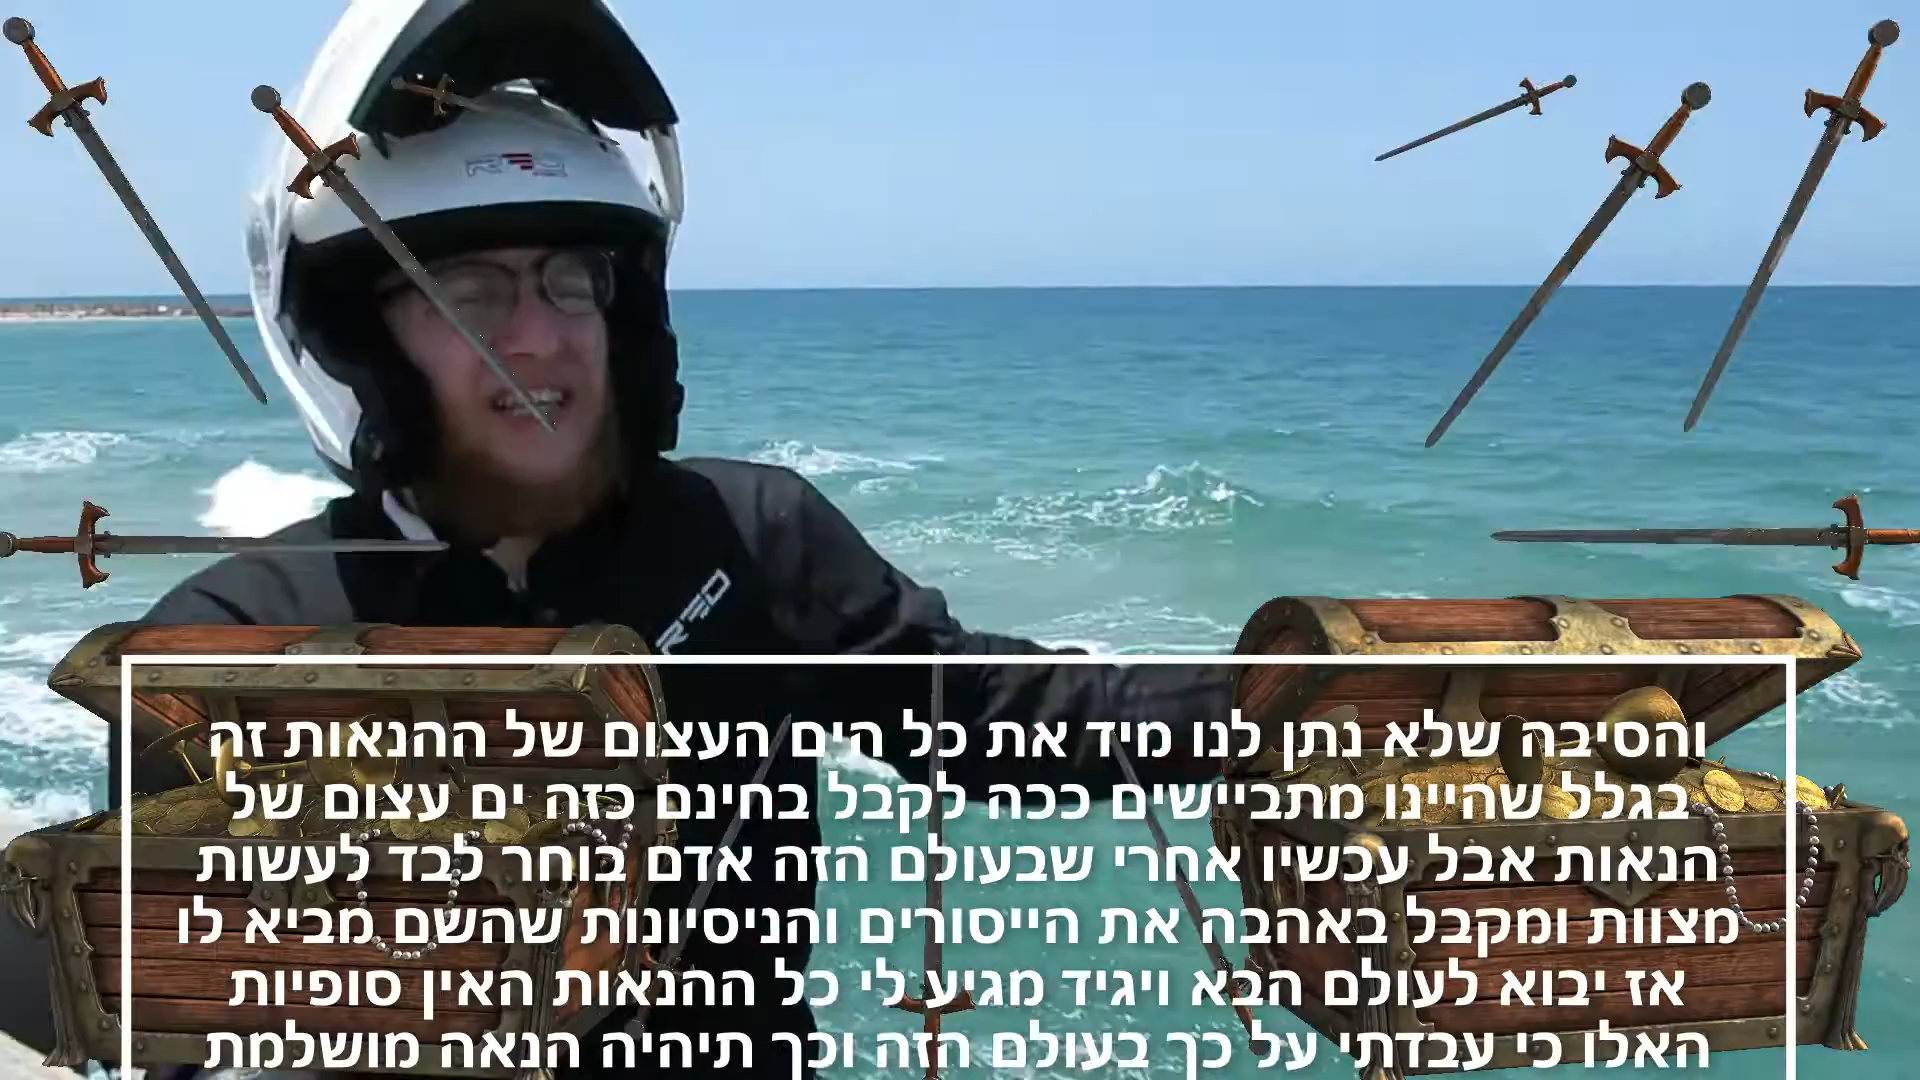 RED
RED
והסיבה שלא נתן לנו מיד את כל הים העצום של ההנאות זה
בגלל שהיינו מתביישים ככה לקבל בחינם כזה ים עצום של
הנאות אבל עכשיו אחרי שבעולם הזה אדם בוחר לבד לעשות
מצוות ומקבל באהבה את הייסורים והניסיונות שהשם מביא לו
אז יבוא לעולם הבא ויגיד מגיע לי כל ההנאות האין סופיות
האלו כי עבדתי על כך בעולם הזה וכך תיהיה הנאה מושלמת